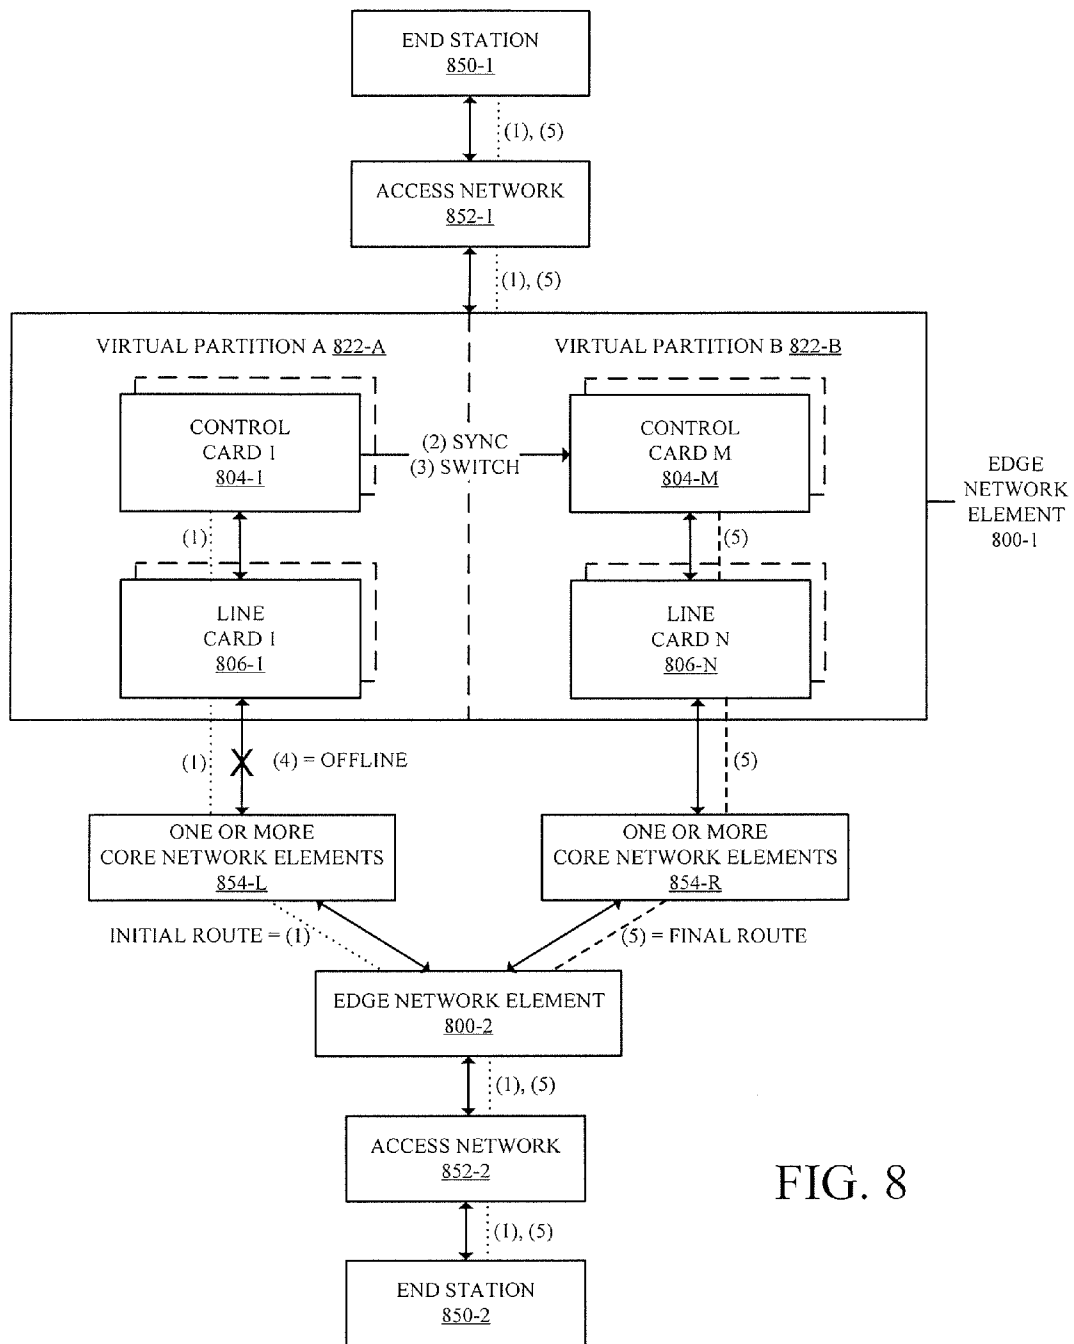 END STATION
850-1
(1), (5)
ACCESS NETWORK
852-1
(1), (5)
VIRTUAL PARTITION A 822-A
VIRTUAL PARTITION B 822-B
CONTROL
CARD 1
804-1
(2) SYNC
(3) SWITCH
CONTROL
CARD M
804-M
EDGE
NETWORK
ELEMENT
800-1
(1)
(5)
LINE
CARD 1
806-1
LINE
CARD N
806-N
(1)
X
(4) = OFFLINE
(5)
ONE OR MORE
CORE NETWORK ELEMENTS
854-L
ONE OR MORE
CORE NETWORK ELEMENTS
854-R
INITIAL ROUTE = (1)
(5) = FINAL ROUTE
EDGE NETWORK ELEMENT
800-2
(1), (5)
ACCESS NETWORK
852-2
(1), (5)
END STATION
850-2
FIG. 8